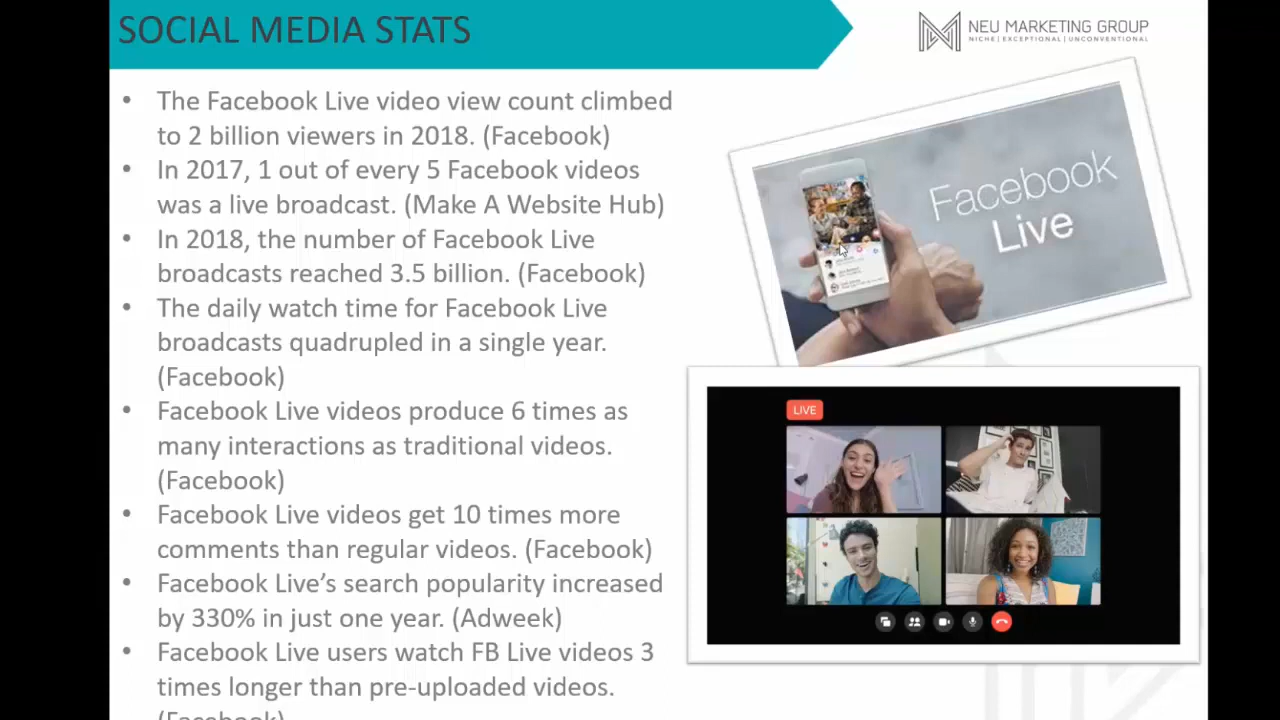 SOCIAL MEDIA STATS
NEU MARKETING GROUP
NICHE | EXCEPTIONAL | UNCONVENTIONAL
• The Facebook Live video view count climbed
to 2 billion viewers in 2018. (Facebook)
• In 2017, 1 out of every 5 Facebook videos
was a live broadcast. (Make A Website Hub)
• In 2018, the number of Facebook Live
broadcasts reached 3.5 billion. (Facebook)
• The daily watch time for Facebook Live
broadcasts quadrupled in a single year.
(Facebook)
• Facebook Live videos produce 6 times as
many interactions as traditional videos.
(Facebook)
• Facebook Live videos get 10 times more
comments than regular videos. (Facebook)
• Facebook Live’s search popularity increased
by 330% in just one year. (Adweek)
• Facebook Live users watch FB Live videos 3
times longer than pre-uploaded videos.
(Facebook)
Facebook
Live
LIVE